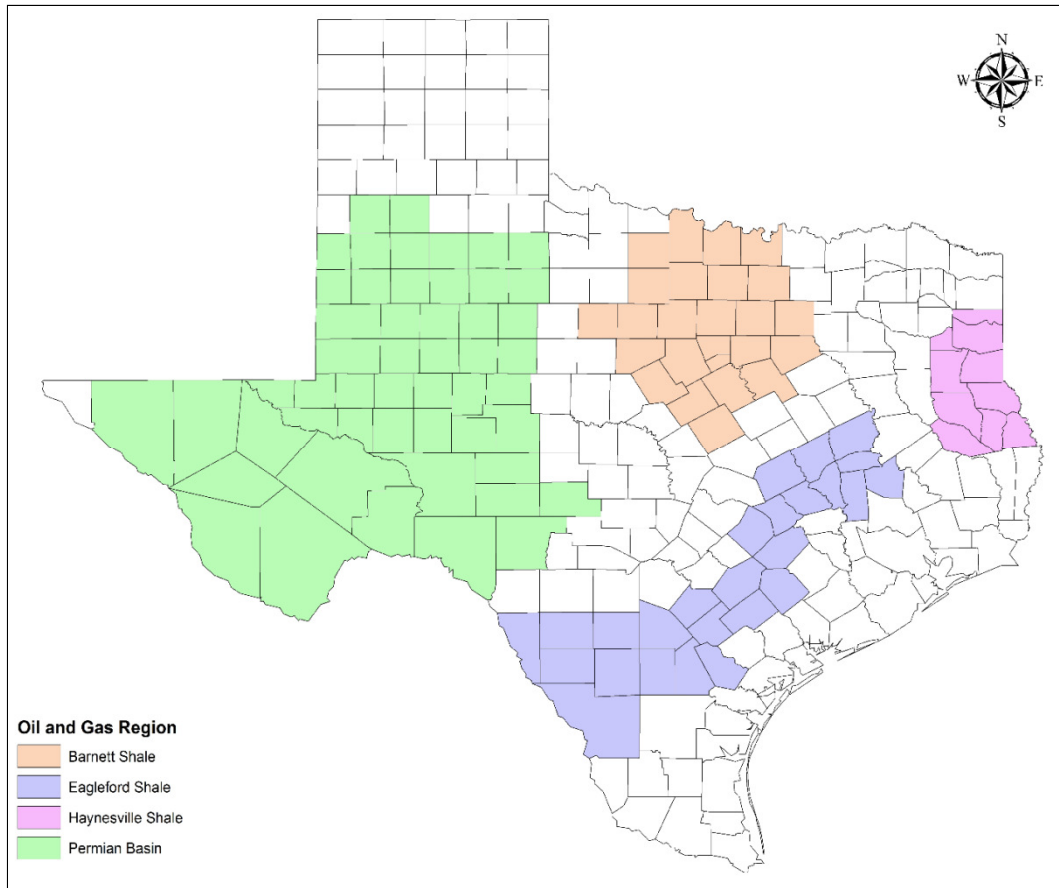 N
W E
S
Oil and Gas Region
Barnett Shale
Eagleford Shale
Haynesville Shale
Permian Basin